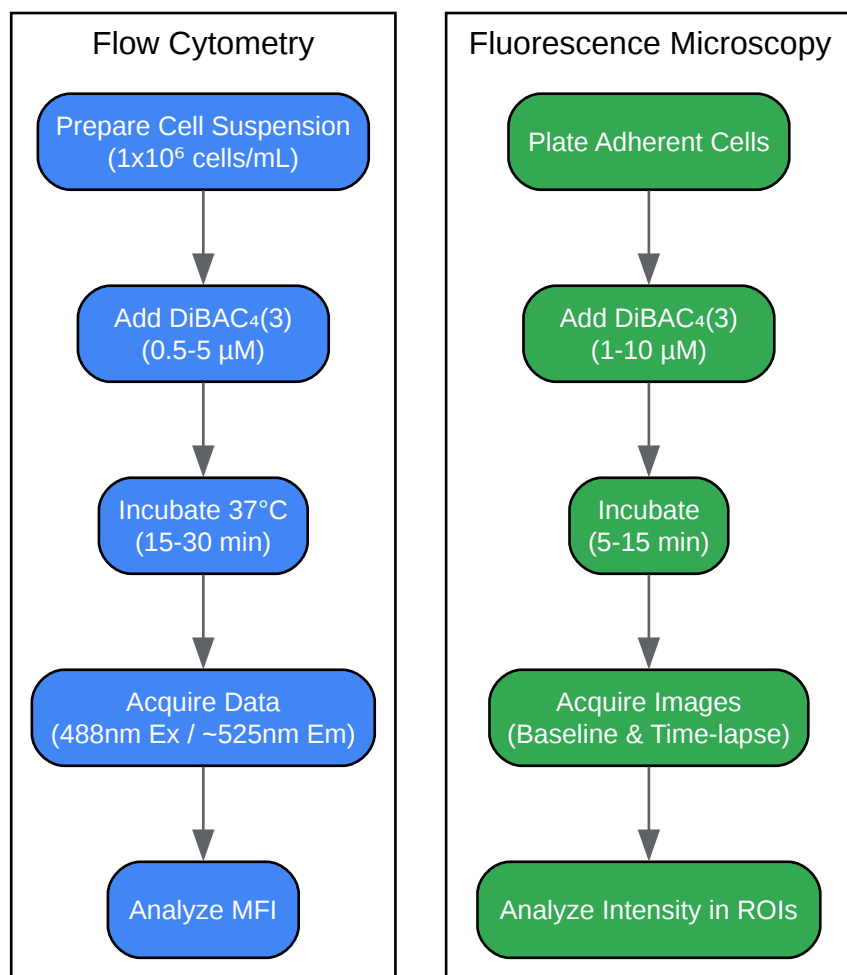 Flow Cytometry
Prepare Cell Suspension
(1x10⁶ cells/mL)
Add DiBAC₄(3)
(0.5-5 µM)
Incubate 37°C
(15-30 min)
Acquire Data
(488nm Ex / ~525nm Em)
Analyze MFI
Fluorescence Microscopy
Plate Adherent Cells
Add DiBAC₄(3)
(1-10 µM)
Incubate
(5-15 min)
Acquire Images
(Baseline & Time-lapse)
Analyze Intensity in ROIs